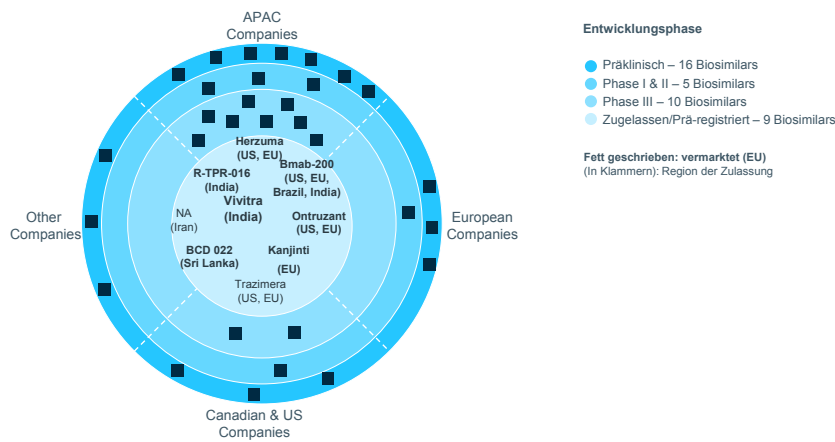 APAC
Companies
Entwicklungsphase
Präklinisch – 16 Biosimilars
Phase I & II – 5 Biosimilars
Phase III – 10 Biosimilars
Zugelassen/Prä-registriert – 9 Biosimilars
Fett geschrieben: vermarktet (EU)
(In Klammern): Region der Zulassung
Herzuma
(US, EU)
Bmab-200
(US, EU,
Brazil, India)
R-TPR-016
(India)
Vivitra
(India)
NA
(Iran)
Ontruzant
(US, EU)
BCD 022
(Sri Lanka)
Kanjinti
(EU)
Trazimera
(US, EU)
Other
Companies
European
Companies
Canadian & US
Companies